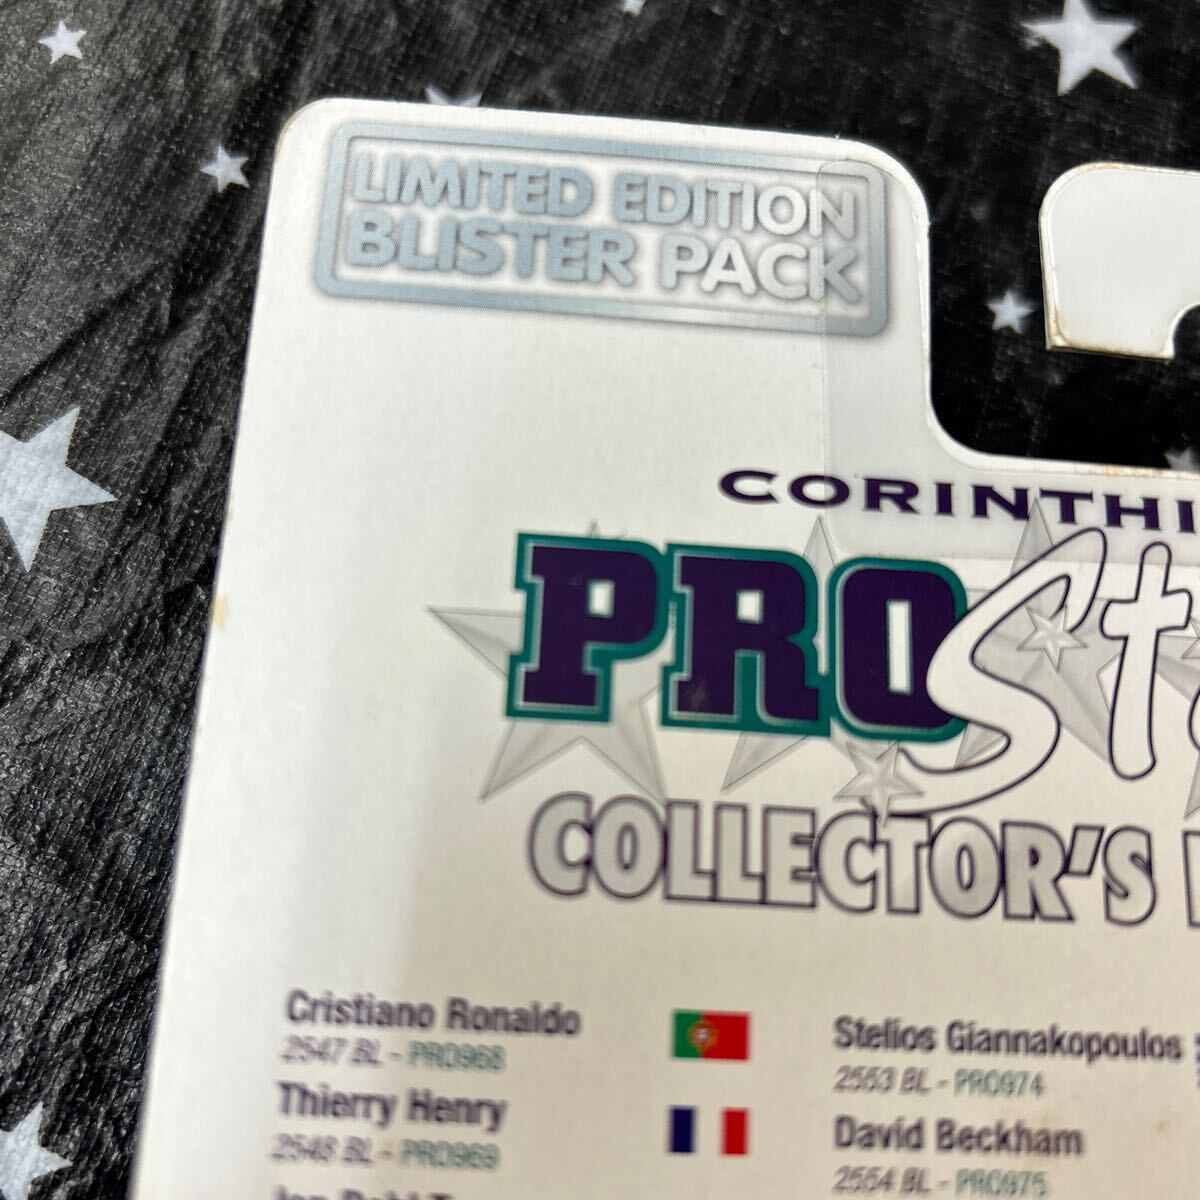 LIMITED EDITION
BLISTER PACK
CORINTHI
PROSt
COLLECTOR'S
Cristiano Ronaldo
2547 BL - PRO968
Thierry Henry
2548 BL - PRO969
Stelios Giannakopoulos
2553 BL - PRO974
David Beckham
2554 BL - PRO975